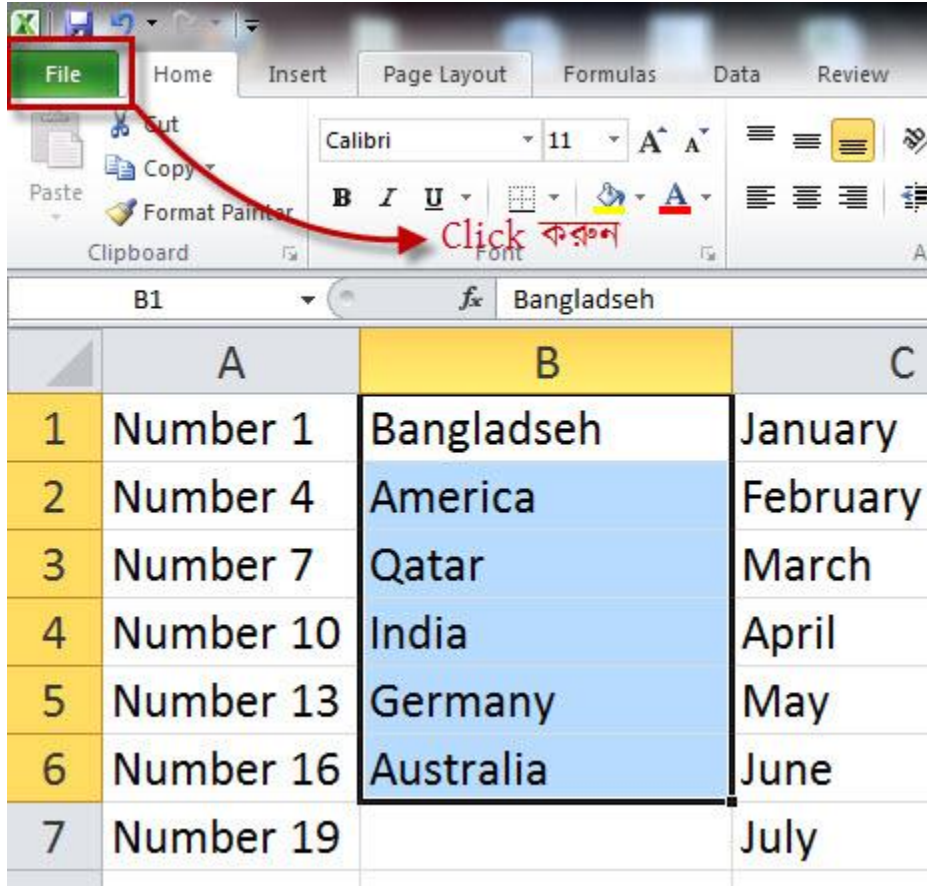 File Home Insert Page Layout Formulas Data Review
Cut
Calibri 11 A A
Copy
Paste
Format Painter B I U A
Click করুন
Clipboard Font A
B1 fx Bangladseh
A B C
1 Number 1 Bangladseh January
2 Number 4 America February
3 Number 7 Qatar March
4 Number 10 India April
5 Number 13 Germany May
6 Number 16 Australia June
7 Number 19 July